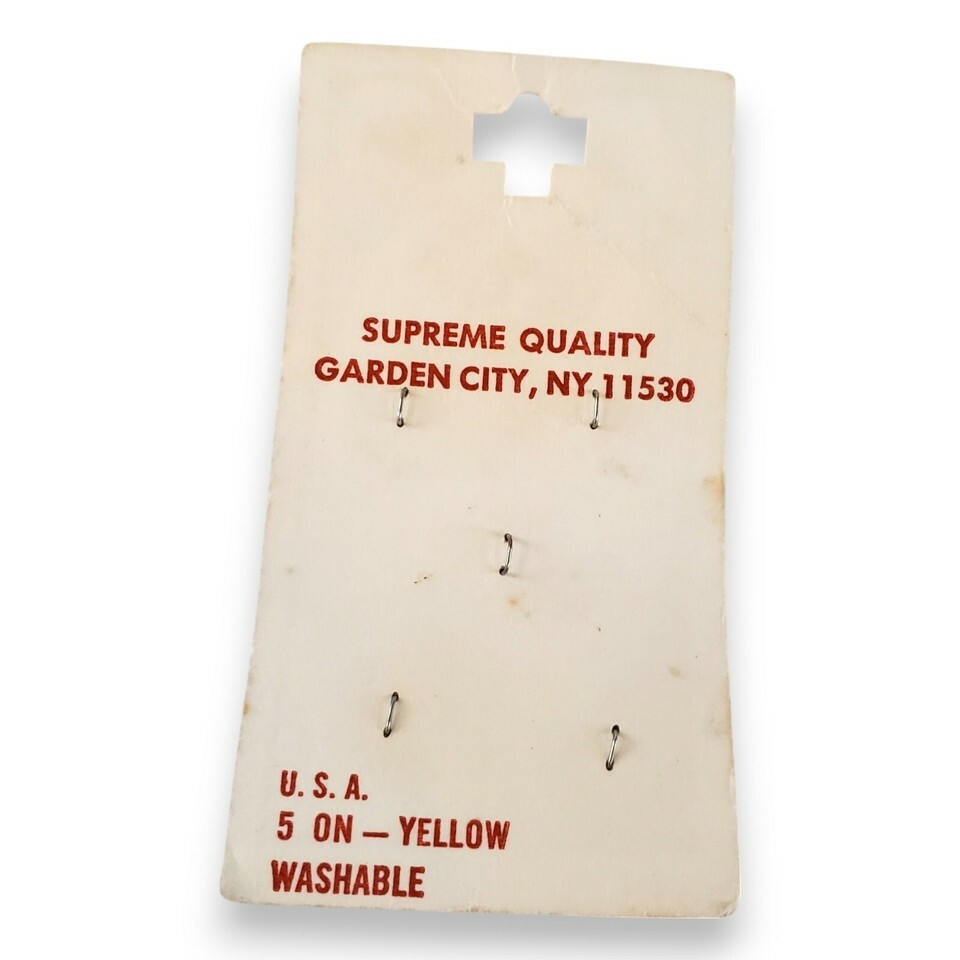 SUPREME QUALITY
GARDEN CITY, NY 11530
U. S. A.
5 ON — YELLOW
WASHABLE